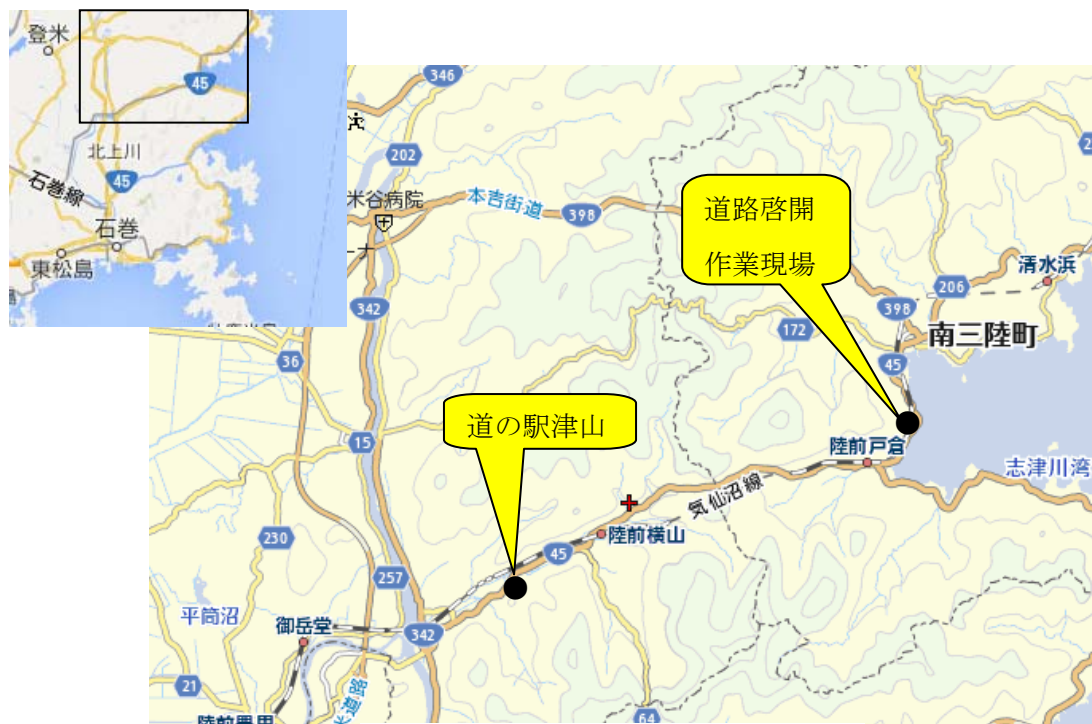 登米
45
北上川
45
石巻線
石巻
東松島
346
202
米谷病院
本吉街道
398
道路啓開
作業現場
清水浜
206
398
342
172
南三陸町
36
45
道の駅津山
15
陸前戸倉
志津川湾
気仙沼線
230
陸前横山
45
257
平筒沼
御岳堂
342
21
64